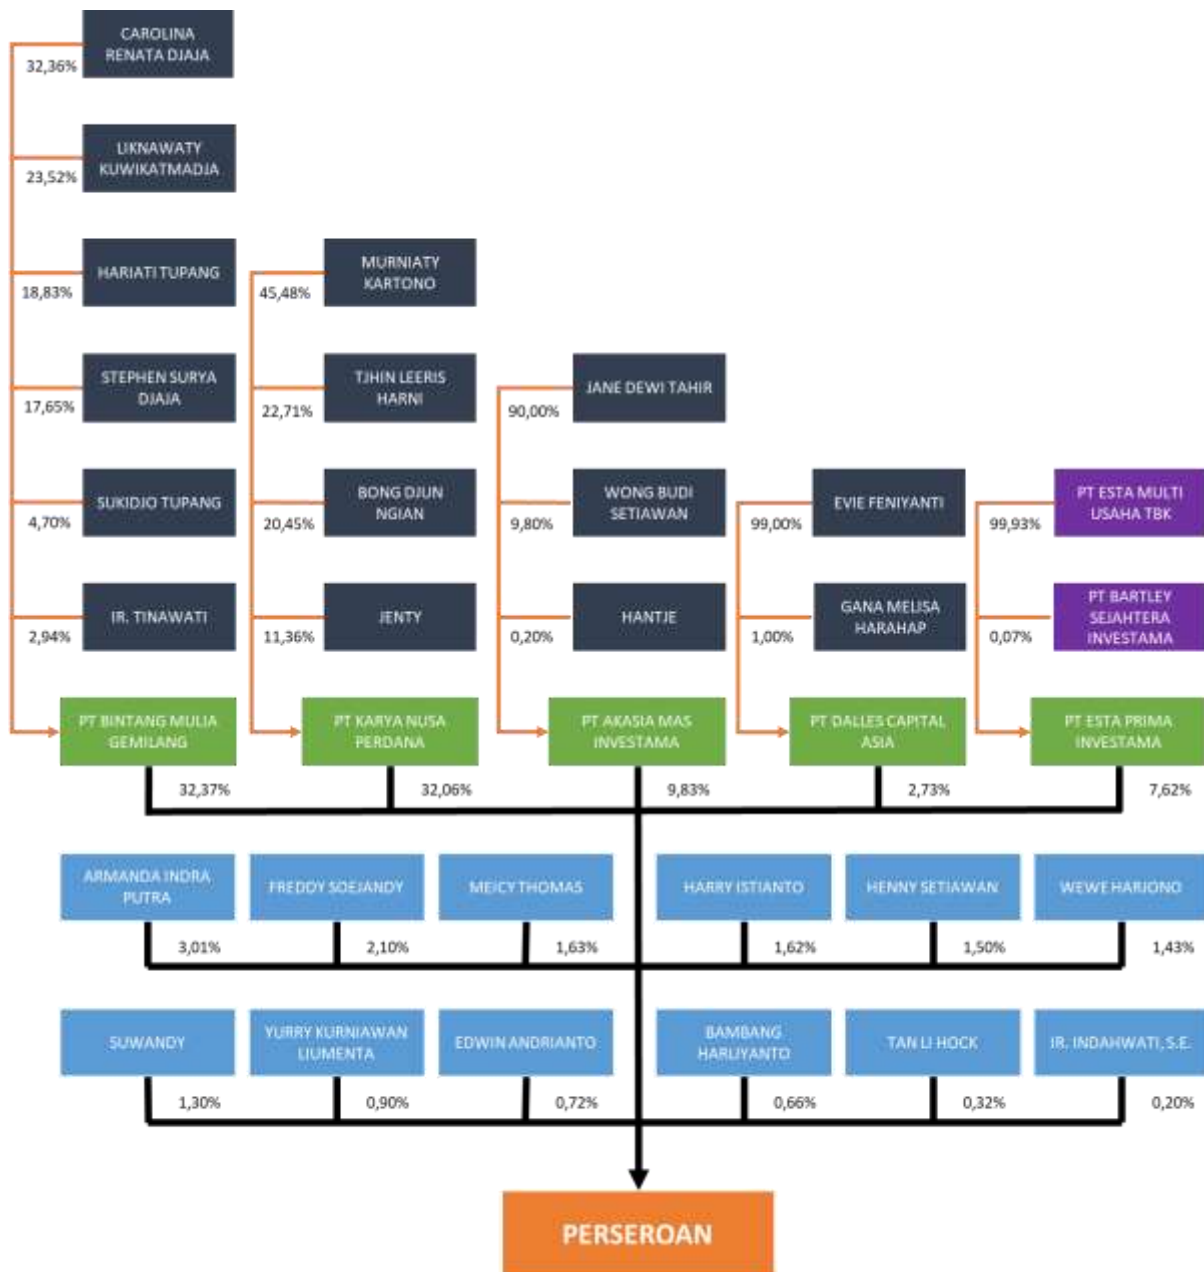 CAROLINA
RENATA DJAJA
32,36%
LIKNAWATY
KUWIKATMADJA
23,52%
HARIATI TUPANG
18,83%
MURNIATY
KARTONO
45,48%
STEPHEN SURYA
DJAJA
17,65%
TJHIN LEERIS
HARNI
22,71%
JANE DEWI TAHIR
90,00%
SUKIDJO TUPANG
4,70%
BONG DJUN
NGIAN
20,45%
WONG BUDI
SETIAWAN
9,80%
EVIE FENIYANTI
99,00%
PT ESTA MULTI
USAHA TBK
99,93%
IR. TINAWATI
2,94%
JENTY
11,36%
HANTJE
0,20%
GANA MELISA
HARAHAP
1,00%
PT BARTLEY
SEJAHTERA
INVESTAMA
0,07%
PT BINTANG MULIA
GEMILANG
32,37%
PT KARYA NUSA
PERDANA
32,06%
PT AKASIA MAS
INVESTAMA
9,83%
PT DALLES CAPITAL
ASIA
2,73%
PT ESTA PRIMA
INVESTAMA
7,62%
ARMANDA INDRA
PUTRA
3,01%
FREDDY SOEJANDY
2,10%
MEICY THOMAS
1,63%
HARRY ISTIANTO
1,62%
HENNY SETIAWAN
1,50%
WEWE HARJONO
1,43%
SUWANDY
1,30%
YURRY KURNIAWAN
LIUMENTA
0,90%
EDWIN ANDRIANTO
0,72%
BAMBANG
HARLIYANTO
0,66%
TAN LI HOCK
0,32%
IR. INDAHWATI, S.E.
0,20%
PERSEROAN